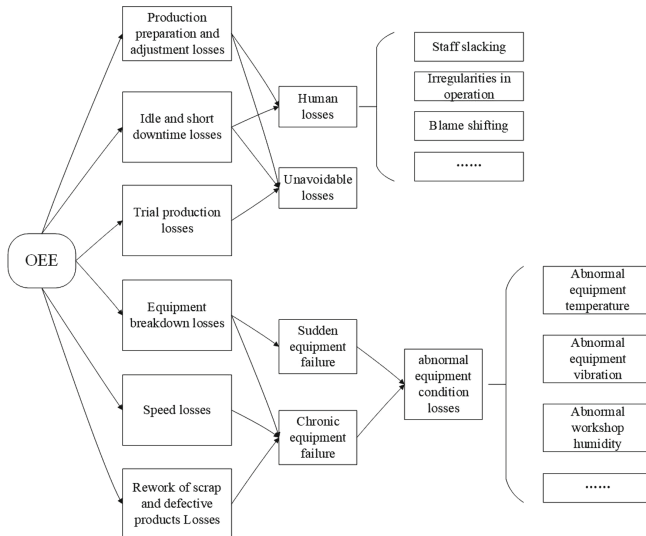 OEE
Production
preparation and
adjustment losses
Idle and short
downtime losses
Trial production
losses
Equipment
breakdown losses
Speed losses
Rework of scrap
and defective
products Losses
Human
losses
Unavoidable
losses
Sudden
equipment
failure
Chronic
equipment
failure
Staff slacking
Irregularities in
operation
Blame shifting
……
abnormal
equipment
condition
losses
Abnormal
equipment
temperature
Abnormal
equipment
vibration
Abnormal
workshop
humidity
……